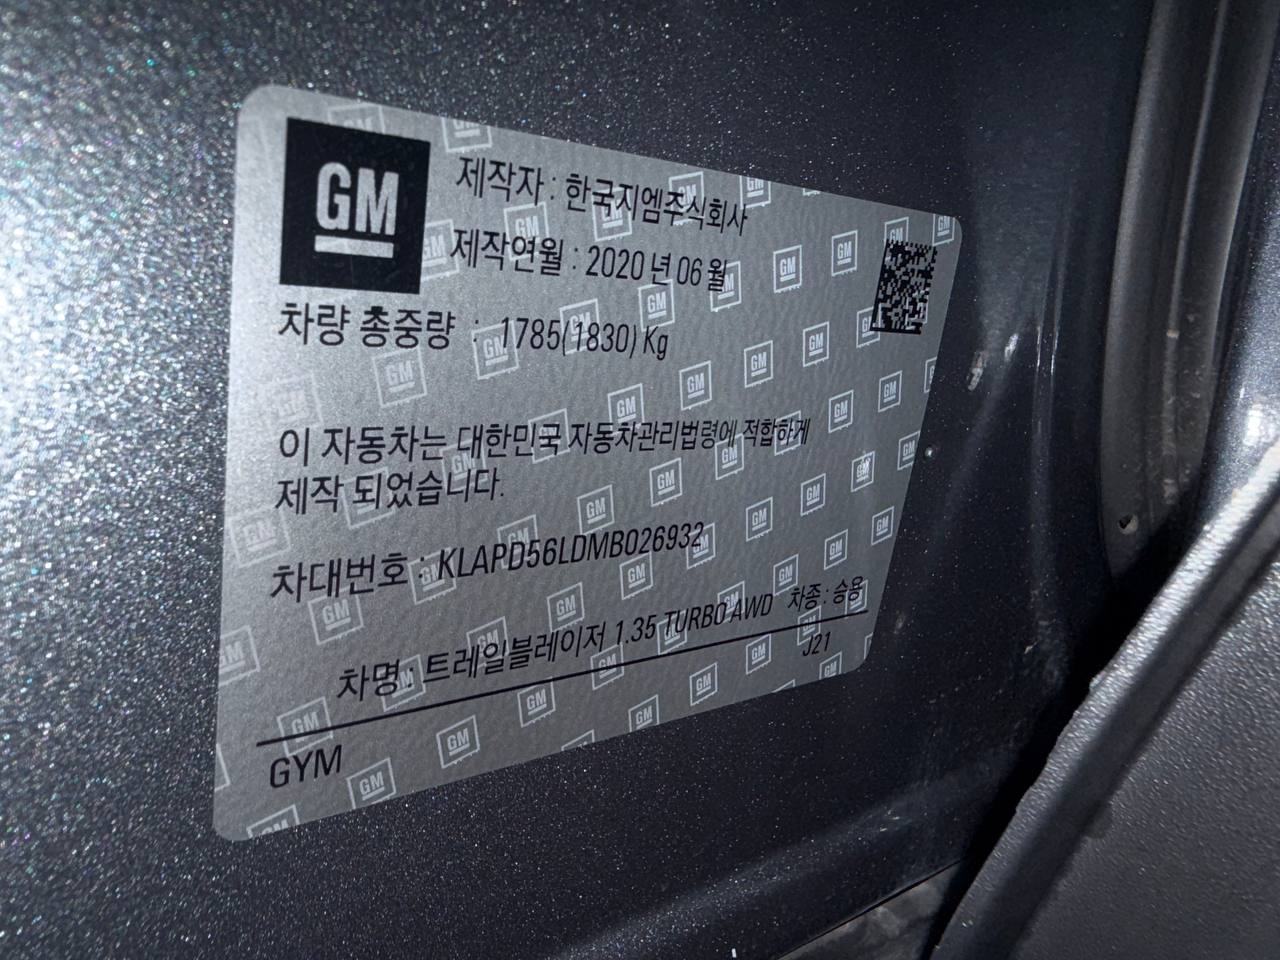 GM
제작자 : 한국지엠주식회사
제작연월 : 2020 년 06 월
차량 총중량 : 1785(1830) Kg
이 자동차는 대한민국 자동차관리법령에 적합하게
제작 되었습니다.
차대번호 : KLAPD56LDMB026932
차명 : 트레일블레이저 1.35 TURBO AWD 차종 : 승용
GYM J21